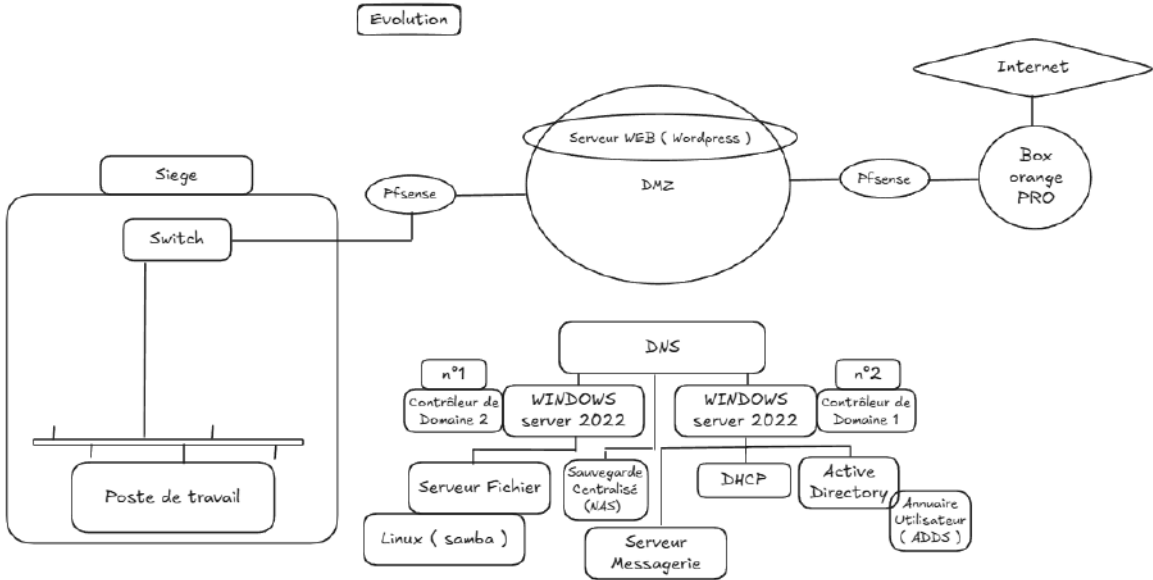 Evolution
Internet
Serveur WEB ( Wordpress )
DMZ
Pfsense
Box
orange
PRO
Siege
Pfsense
Switch
DNS
n°1
n°2
Contrôleur de
Domaine 2
WINDOWS
server 2022
WINDOWS
server 2022
Contrôleur de
Domaine 1
Poste de travail
Serveur Fichier
Sauvegarde
Centralisé
(NAS)
DHCP
Active
Directory
Annuaire
Utilisateur
( ADDS )
Linux ( samba )
Serveur
Messagerie